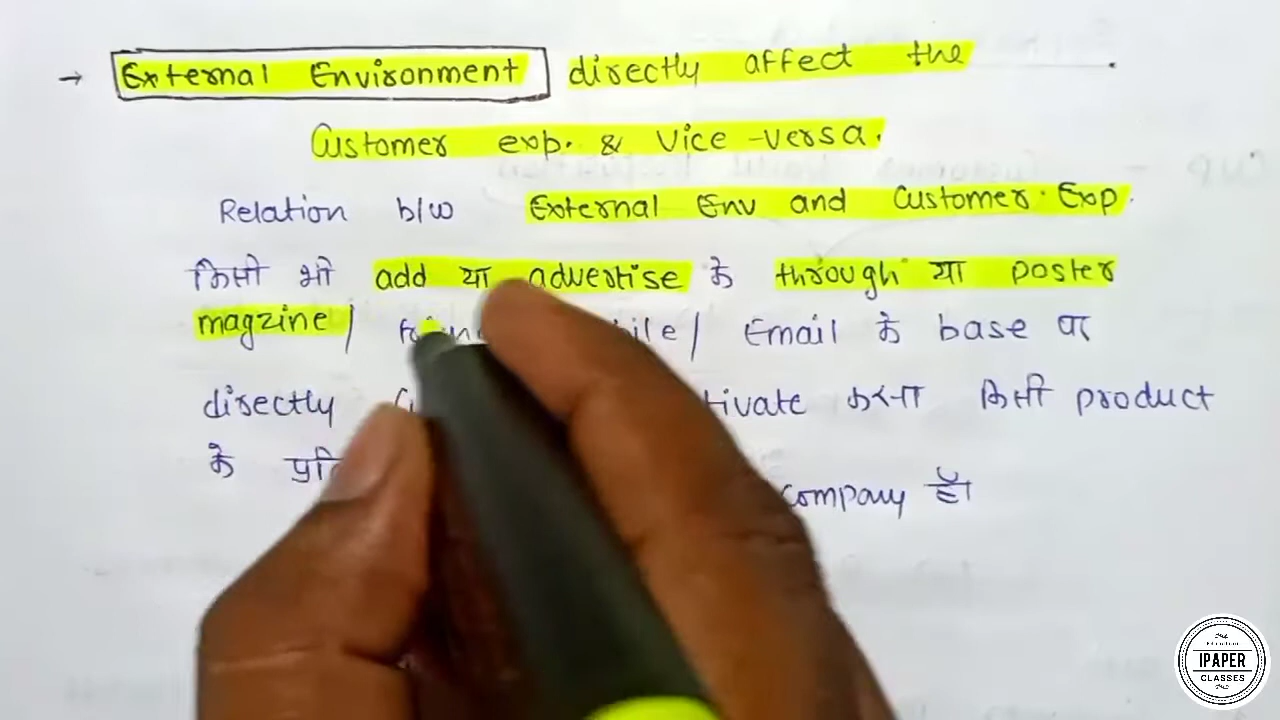 → External Environment directly affect the
Customer exp. & Vice-versa.
Relation b/w External Env and Customer Exp.
किसी भी add या advertise के through या poster
magzine / / Email के base पर
directly करना किसी product
के company है।
IPAPER
CLASSES